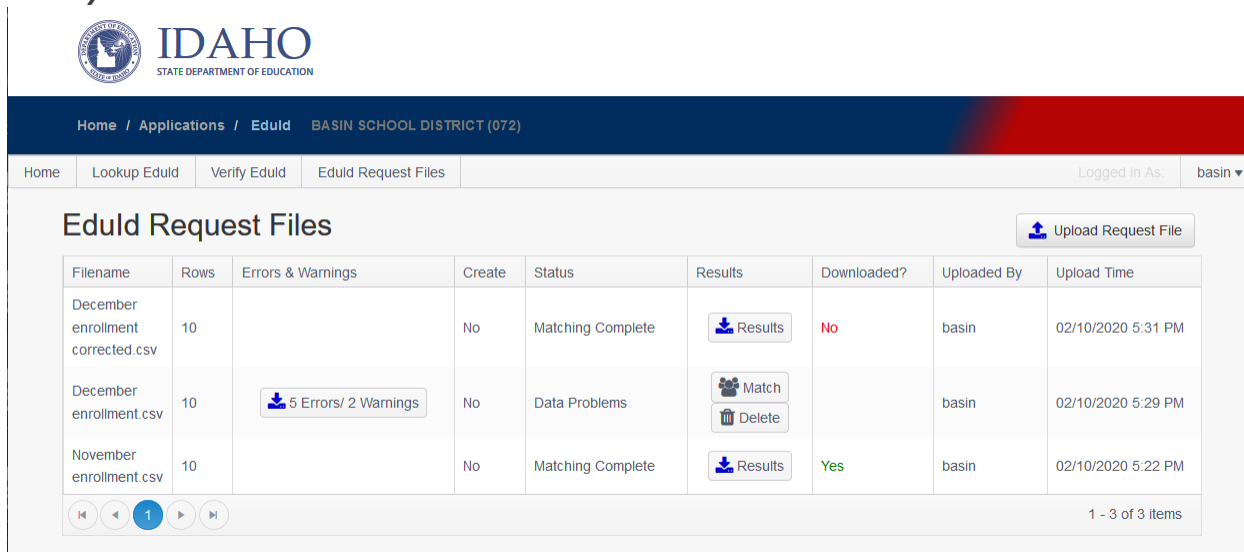 IDAHO
STATE DEPARTMENT OF EDUCATION
Home / Applications / EduId BASIN SCHOOL DISTRICT (072)
Home Lookup EduId Verify EduId EduId Request Files Logged in As: basin
EduId Request Files
Upload Request File
Filename Rows Errors & Warnings Create Status Results Downloaded? Uploaded By Upload Time
December
enrollment
corrected.csv
10 No Matching Complete Results No basin 02/10/2020 5:31 PM
December
enrollment.csv
10 5 Errors/ 2 Warnings No Data Problems Match
Delete
basin 02/10/2020 5:29 PM
November
enrollment.csv
10 No Matching Complete Results Yes basin 02/10/2020 5:22 PM
1
1 - 3 of 3 items